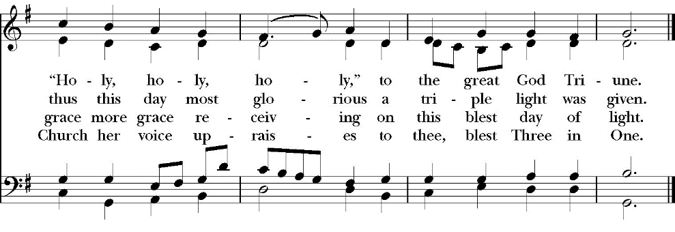 “Ho - ly, ho - ly, ho - ly,” to the great God Tri - une.
thus this day most glo - rious a tri - ple light was given.
grace more grace re - ceiv - ing on this blest day of light.
Church her voice up - rais - es to thee, blest Three in One.